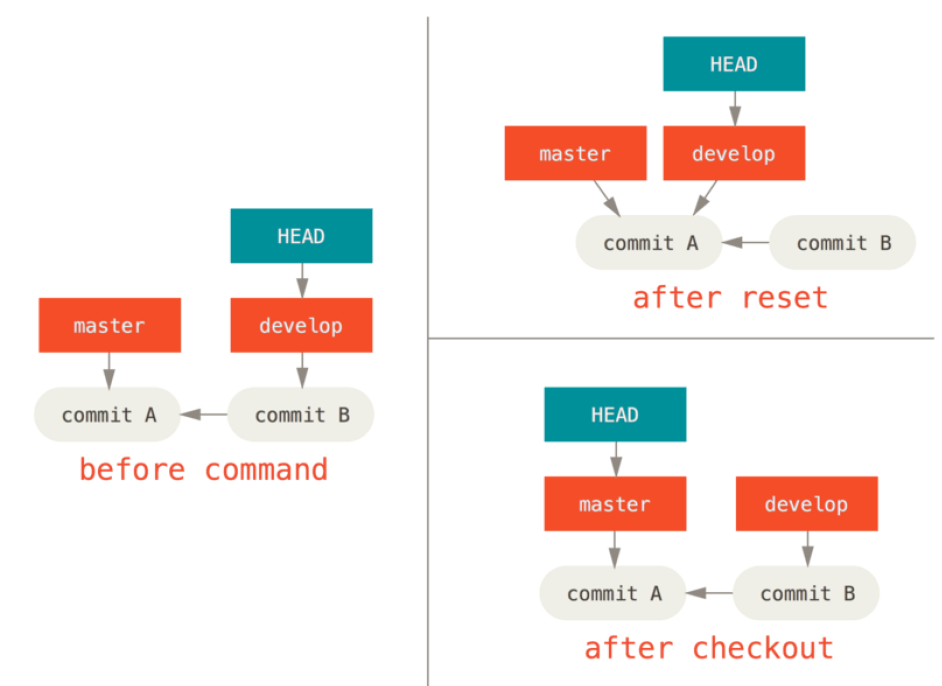 HEAD
master
develop
commit A
commit B
before command
HEAD
master
develop
commit A
commit B
after reset
HEAD
master
develop
commit A
commit B
after checkout